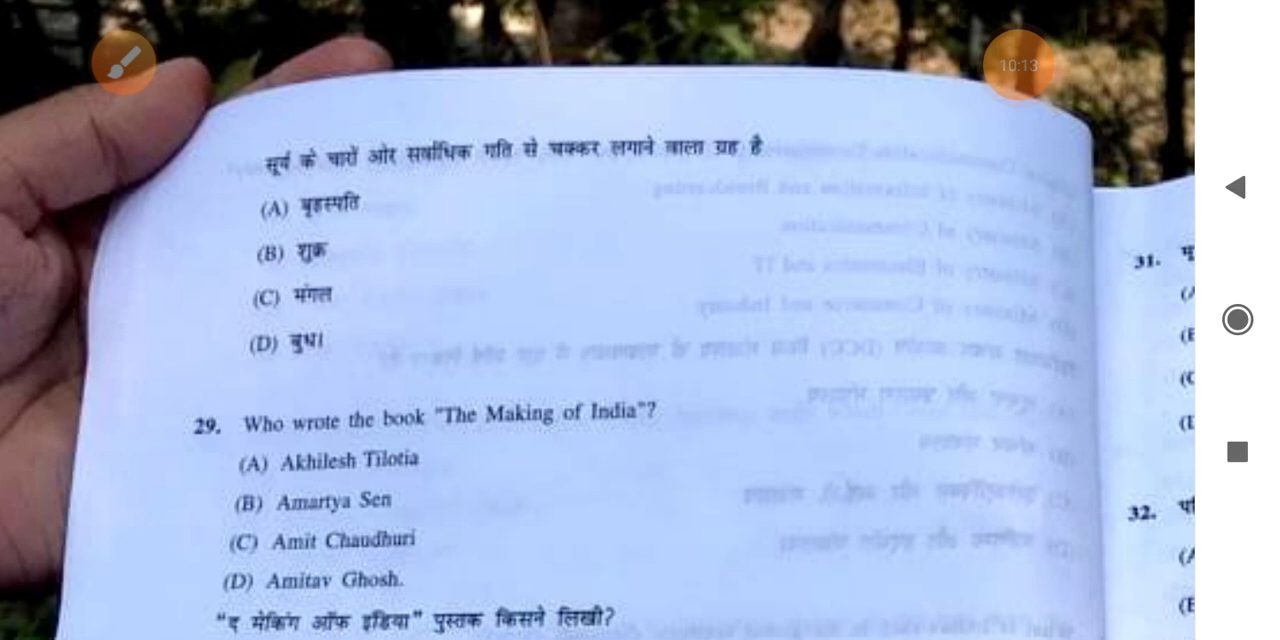 10:13
सूर्य के चारों ओर सर्वाधिक गति से चक्कर लगाने वाला ग्रह है
(A) बृहस्पति
(B) शुक्र
(C) मंगल
(D) बुध।
29. Who wrote the book "The Making of India"?
(A) Akhilesh Tilotia
(B) Amartya Sen
(C) Amit Chaudhuri
(D) Amitav Ghosh.
"द मेकिंग ऑफ इंडिया" पुस्तक किसने लिखी?
31.
32.